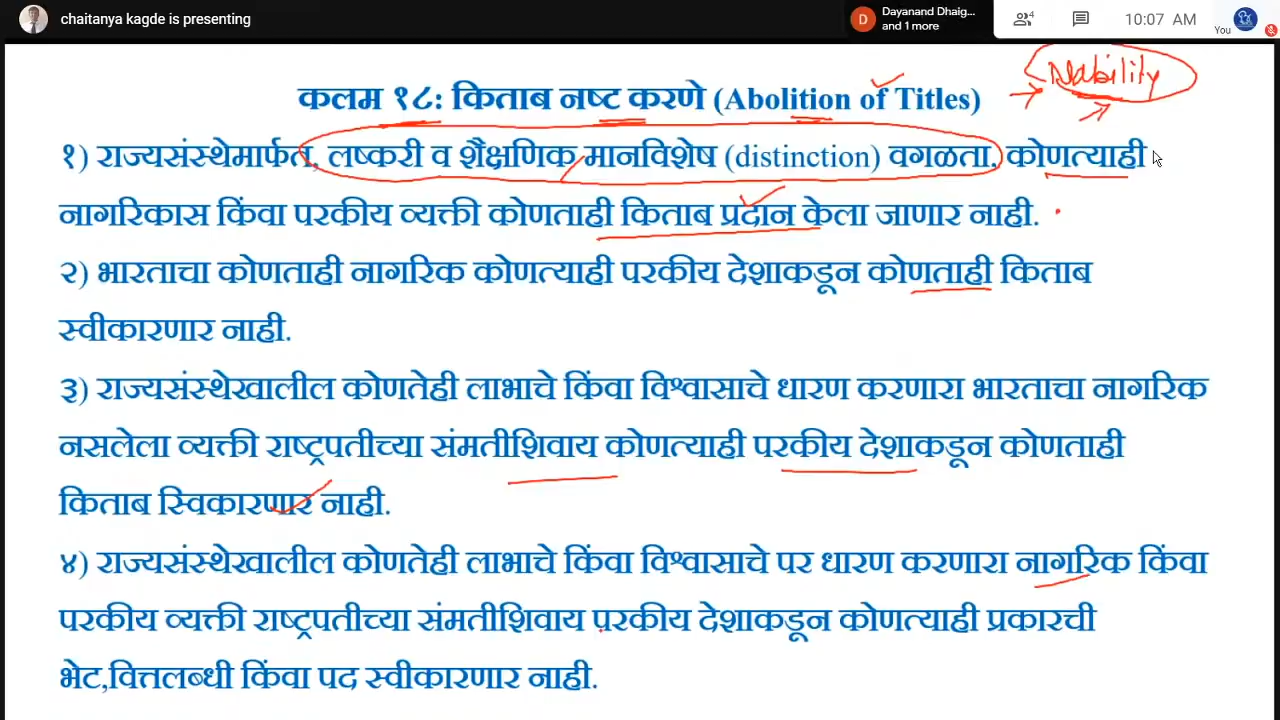 chaitanya kagde is presenting
Dayanand Dhaig...
and 1 more
4
10:07 AM
You
D
Nability
कलम १८: किताब नष्ट करणे (Abolition of Titles)
१) राज्यसंस्थेमार्फत, लष्करी व शैक्षणिक मानविशेष (distinction) वगळता, कोणत्याही
नागरिकास किंवा परकीय व्यक्ती कोणताही किताब प्रदान केला जाणार नाही.
२) भारताचा कोणताही नागरिक कोणत्याही परकीय देशाकडून कोणताही किताब
स्वीकारणार नाही.
३) राज्यसंस्थेखालील कोणतेही लाभाचे किंवा विश्वासाचे धारण करणारा भारताचा नागरिक
नसलेला व्यक्ती राष्ट्रपतीच्या संमतीशिवाय कोणत्याही परकीय देशाकडून कोणताही
किताब स्विकारणार नाही.
४) राज्यसंस्थेखालील कोणतेही लाभाचे किंवा विश्वासाचे पर धारण करणारा नागरिक किंवा
परकीय व्यक्ती राष्ट्रपतीच्या संमतीशिवाय परकीय देशाकडून कोणत्याही प्रकारची
भेट,वित्तलब्धी किंवा पद स्वीकारणार नाही.